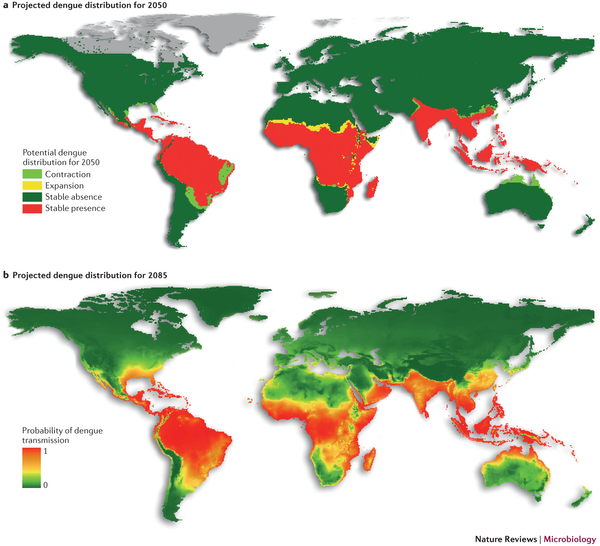 a Projected dengue distribution for 2050
Potential dengue
distribution for 2050
Contraction
Expansion
Stable absence
Stable presence
b Projected dengue distribution for 2085
Probability of dengue
transmission
1
0
Nature Reviews | Microbiology